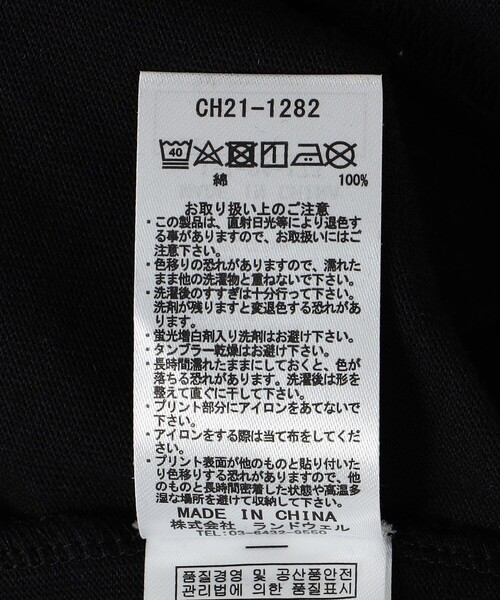 CH21-1282
40
綿 100%
お取り扱い上のご注意
・この製品は、直射日光等により退色す
る事がありますので、お取扱いにはご
注意下さい。
・色移りの恐れがありますので、濡れた
まま他の洗濯物と重ねないで下さい。
・洗濯後のすすぎは十分行って下さい。
洗剤が残りますと変退色する恐れがあ
ります。
・蛍光増白剤入り洗剤はお避け下さい。
・タンブラー乾燥はお避け下さい。
・長時間濡れたままにしておくと、色が
落ちる恐れがあります。洗濯後は形を
整えて直ぐに干して下さい。
・プリント部分にアイロンをあてないで
下さい。
・アイロンをする際は当て布をしてくだ
さい。
・プリント表面が他のものと貼り付いた
り色移りする恐れがありますので、他
のものと長時間密着した状態や高温多
湿な場所を避けて収納して下さい。
MADE IN CHINA
株式会社 ランドウェル
TEL:03-6432-9550
품질경영 및 공산품안전
관리법에 의한 품질표시